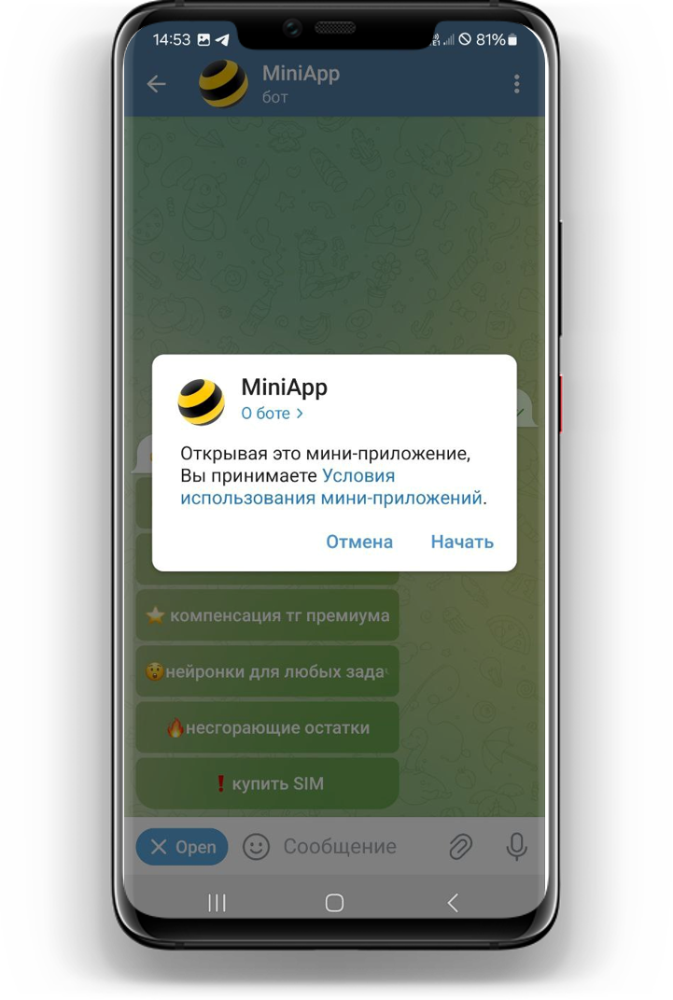 14:53
81%
MiniApp
бот
MiniApp
О боте >
Открывая это мини-приложение,
Вы принимаете Условия
использования мини-приложений.
Отмена Начать
компенсация тг премиума
нейронки для любых зада
несгорающие остатки
❗ купить SIM
Open Сообщение